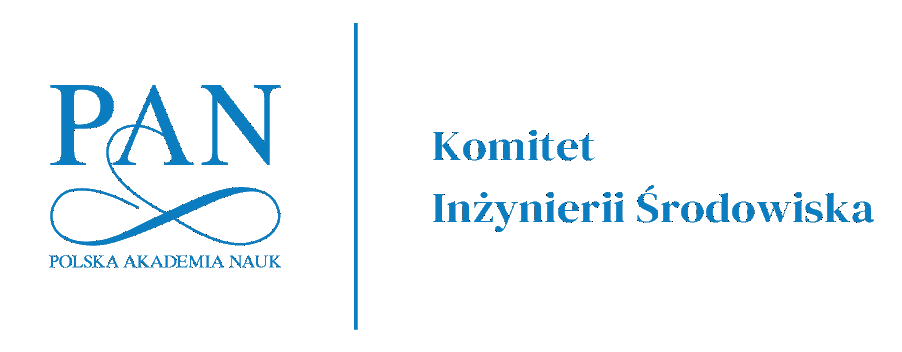 PAN
POLSKA AKADEMIA NAUK
Komitet
Inżynierii Środowiska